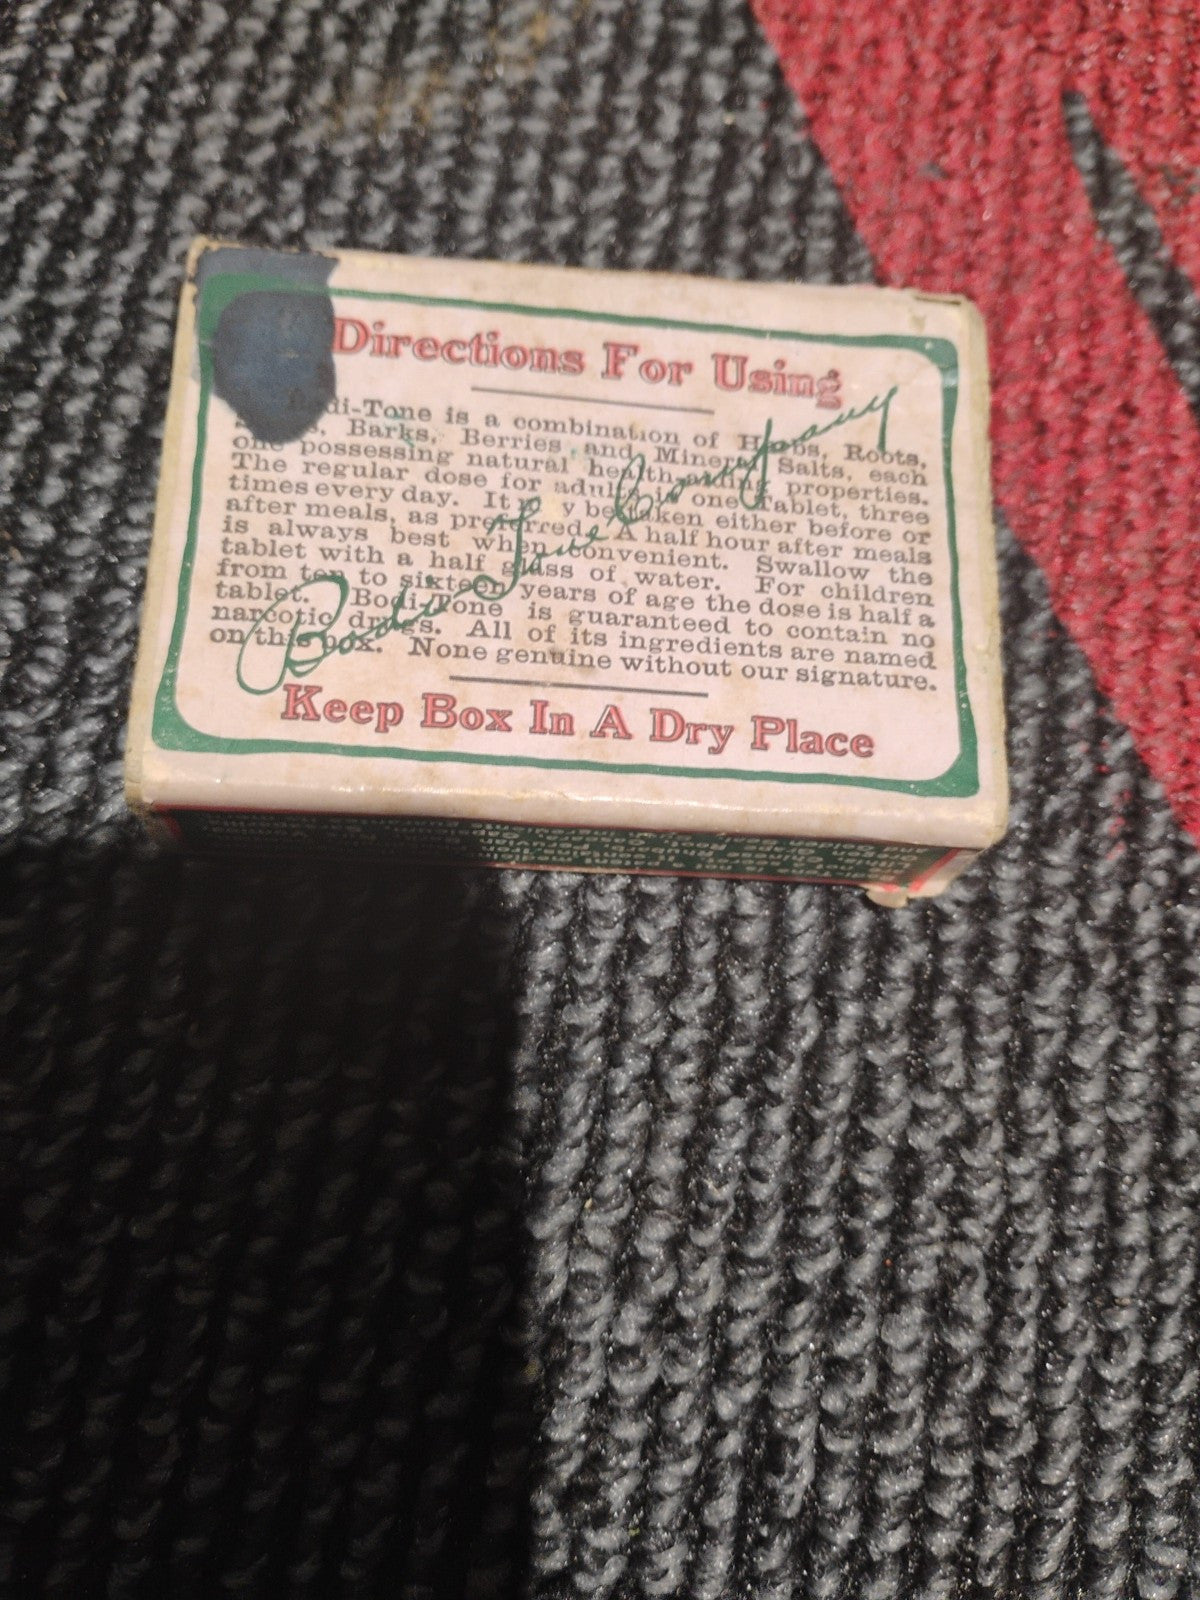 Directions For Using
Bodi-Tone is a combination of Herbs, Roots,
Barks, Berries and Mineral Salts, each
one possessing natural health-aiding properties.
The regular dose for adults is one Tablet, three
times every day. It may be taken either before or
after meals, as preferred. A half hour after meals
is always best when convenient. Swallow the
tablet with a half glass of water. For children
from ten to sixteen years of age the dose is half a
tablet. Bodi-Tone is guaranteed to contain no
narcotic drugs. All of its ingredients are named
on this box. None genuine without our signature.
Bodi-Tone Company
Keep Box In A Dry Place